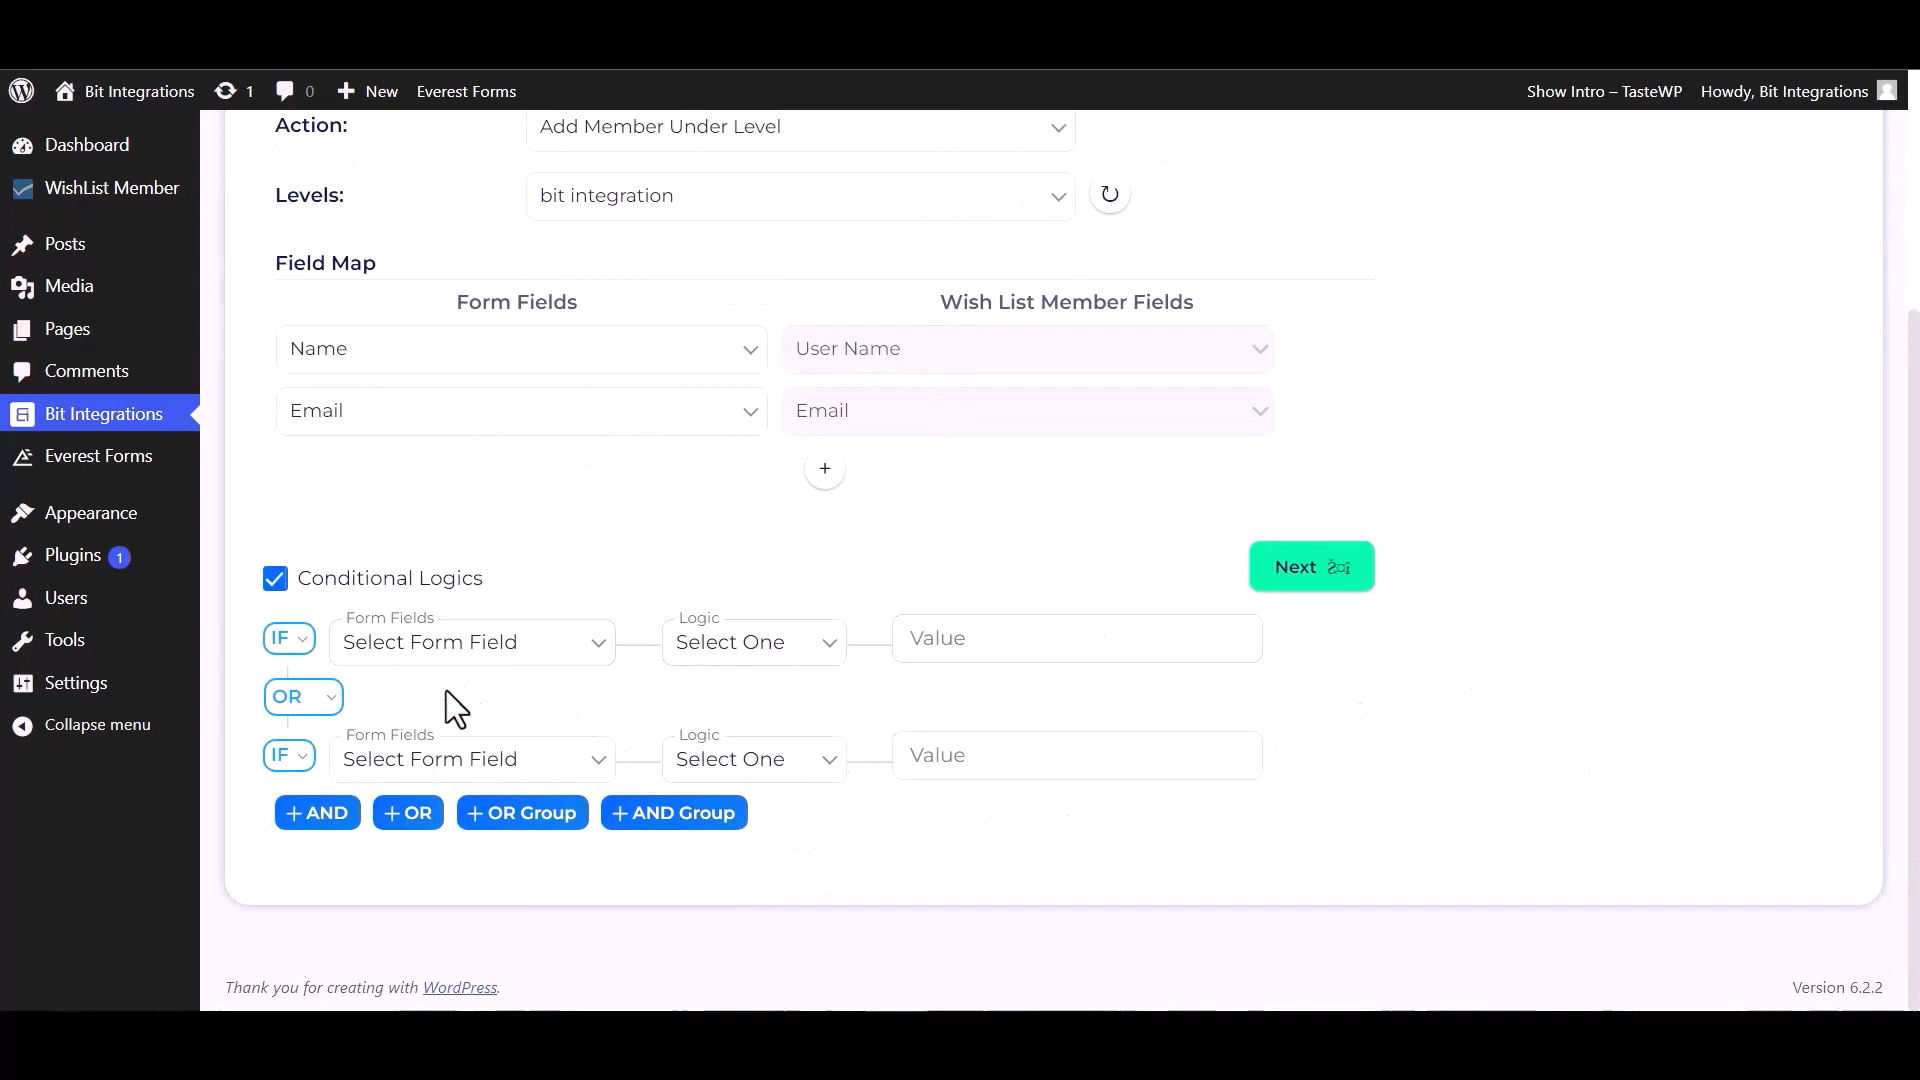 Bit Integrations 1 0 New Everest Forms Show Intro – TasteWP Howdy, Bit Integrations
Dashboard
WishList Member
Posts
Media
Pages
Comments
Bit Integrations
Everest Forms
Appearance
Plugins 1
Users
Tools
Settings
Collapse menu
Action: Add Member Under Level
Levels: bit integration
Field Map
Form Fields Wish List Member Fields
Name User Name
Email Email
+
Next
Conditional Logics
Form Fields Logic
IF Select Form Field Select One Value
OR
Form Fields Logic
IF Select Form Field Select One Value
+ AND + OR + OR Group + AND Group
Thank you for creating with WordPress. Version 6.2.2